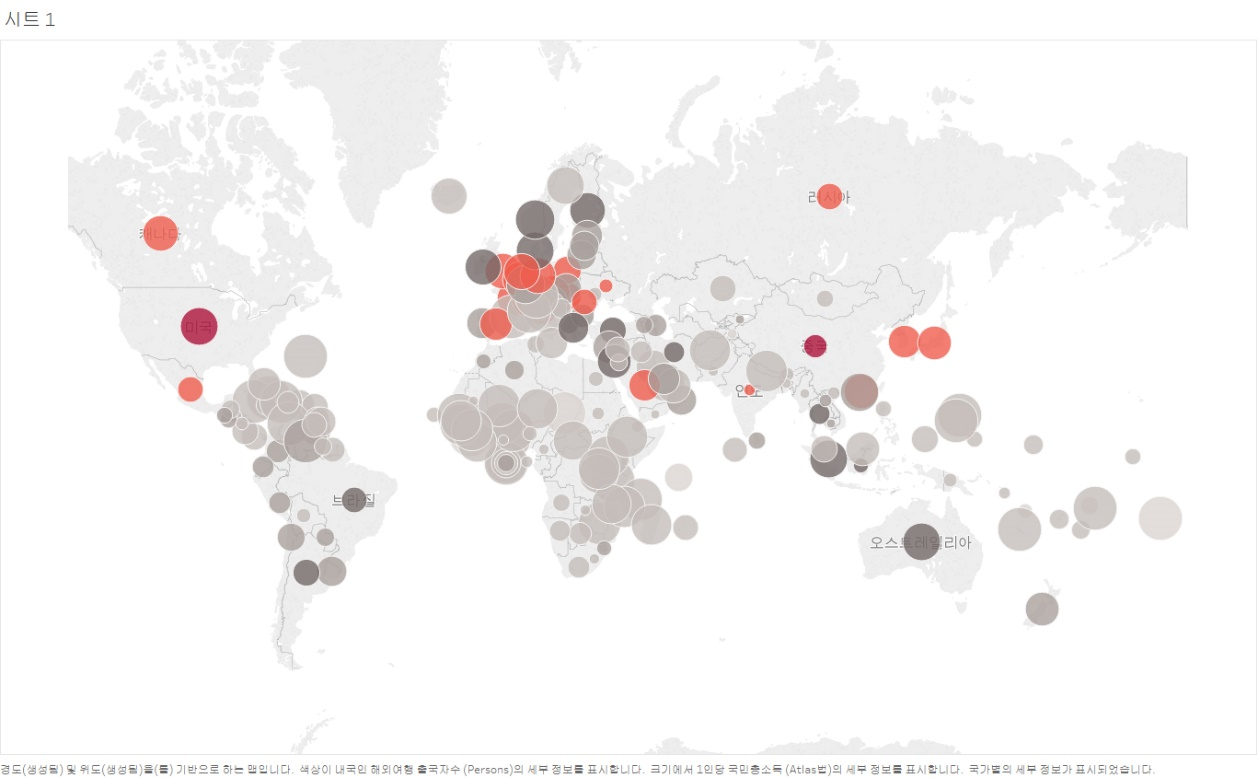 시트 1
러시아
캐나다
미국
중국
인도
브라질
오스트레일리아
경도(생성됨) 및 위도(생성됨)을(를) 기반으로 하는 맵입니다. 색상이 내국인 해외여행 출국자수 (Persons)의 세부 정보를 표시합니다. 크기에서 1인당 국민총소득 (Atlas법)의 세부 정보를 표시합니다. 국가별의 세부 정보가 표시되었습니다.